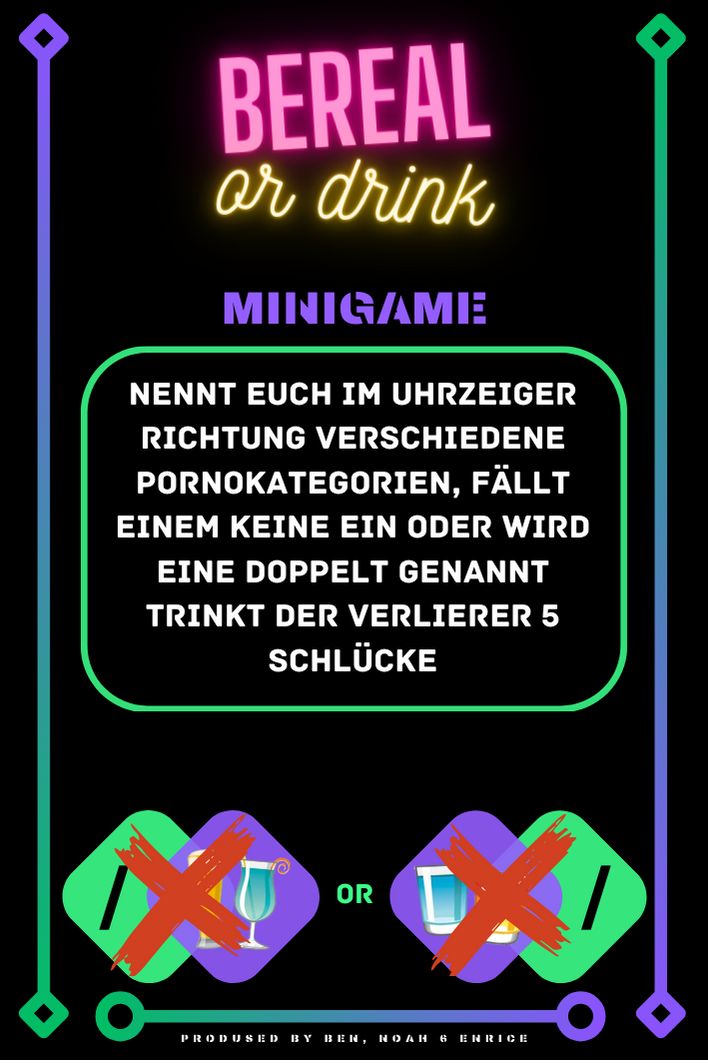 BEREAL
or drink
MINIGAME
NENNT EUCH IM UHRZEIGER
RICHTUNG VERSCHIEDENE
PORNOKATEGORIEN, FÄLLT
EINEM KEINE EIN ODER WIRD
EINE DOPPELT GENANNT
TRINKT DER VERLIERER 5
SCHLÜCKE
/ OR /
PRODUSED BY BEN, NOAH & ENRICE